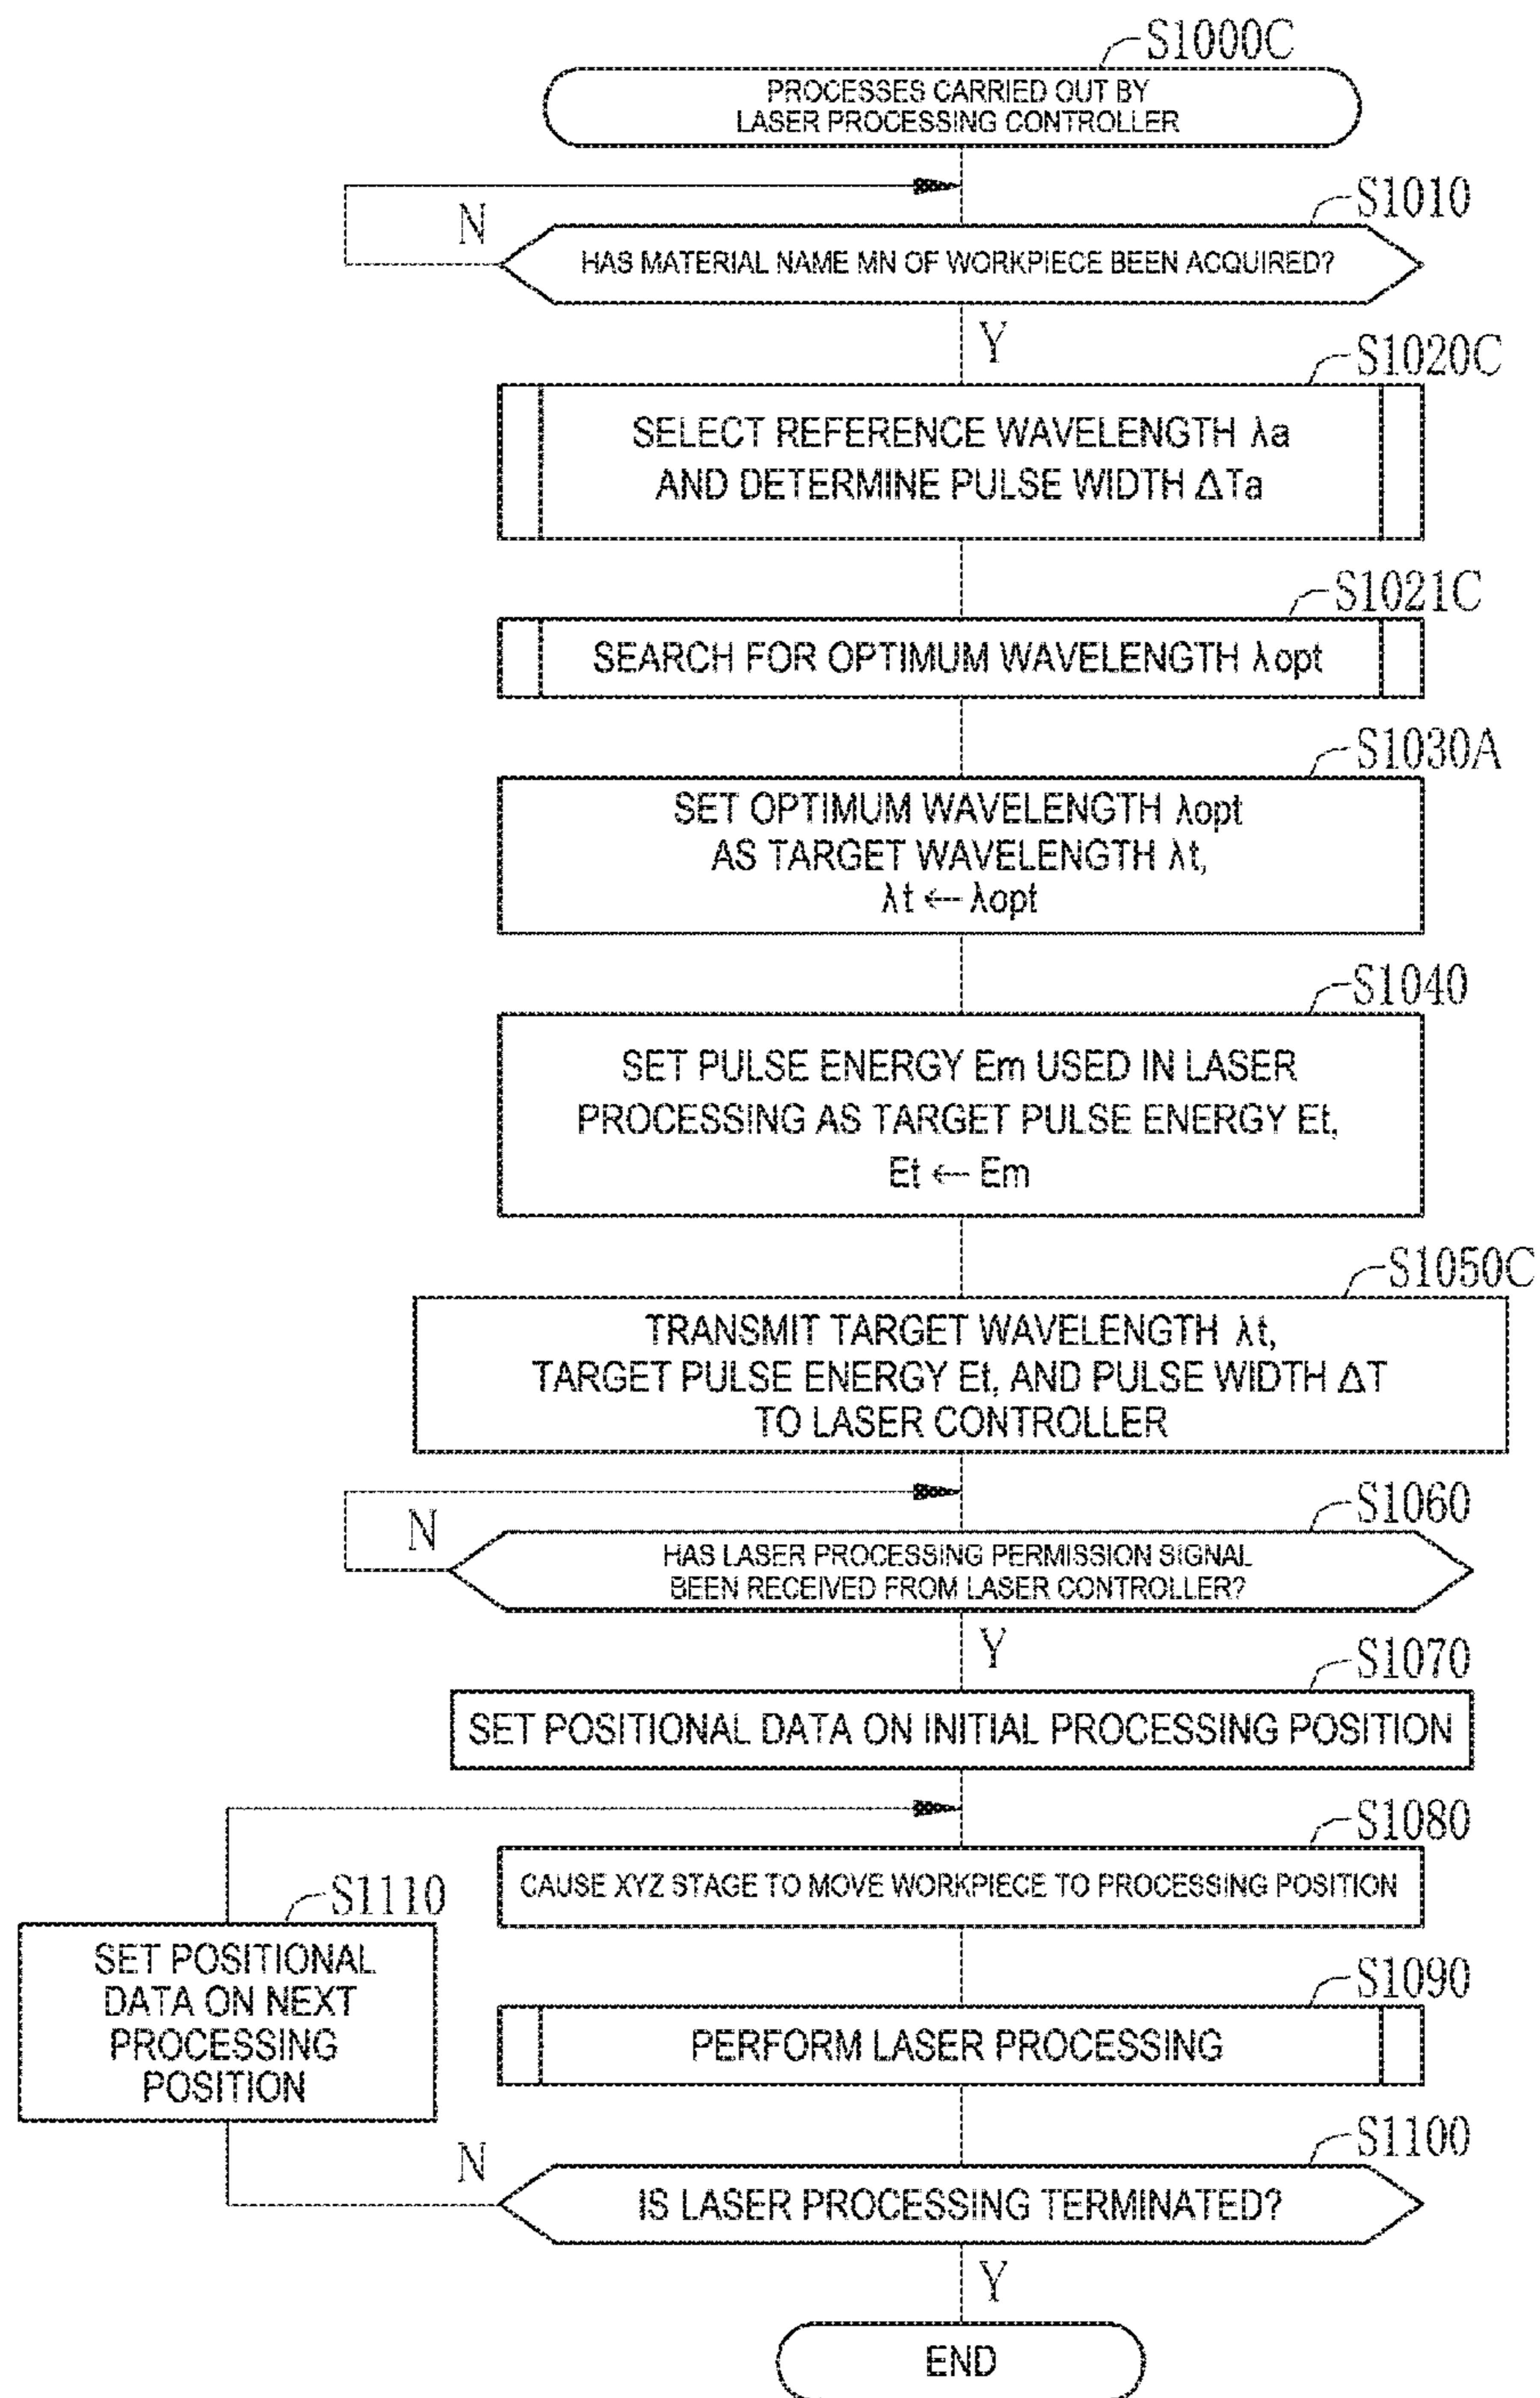 S1000C
PROCESSES CARRIED OUT BY
LASER PROCESSING CONTROLLER
S1010
N
HAS MATERIAL NAME MN OF WORKPIECE BEEN ACQUIRED?
Y
S1020C
SELECT REFERENCE WAVELENGTH λa
AND DETERMINE PULSE WIDTH ΔTa
S1021C
SEARCH FOR OPTIMUM WAVELENGTH λopt
S1030A
SET OPTIMUM WAVELENGTH λopt
AS TARGET WAVELENGTH λt,
λt ← λopt
S1040
SET PULSE ENERGY Em USED IN LASER
PROCESSING AS TARGET PULSE ENERGY Et,
Et ← Em
S1050C
TRANSMIT TARGET WAVELENGTH λt,
TARGET PULSE ENERGY Et, AND PULSE WIDTH ΔT
TO LASER CONTROLLER
S1060
N
HAS LASER PROCESSING PERMISSION SIGNAL
BEEN RECEIVED FROM LASER CONTROLLER?
Y
S1070
SET POSITIONAL DATA ON INITIAL PROCESSING POSITION
S1080
CAUSE XYZ STAGE TO MOVE WORKPIECE TO PROCESSING POSITION
S1110
SET POSITIONAL
DATA ON NEXT
PROCESSING
POSITION
S1090
PERFORM LASER PROCESSING
S1100
N
IS LASER PROCESSING TERMINATED?
Y
END